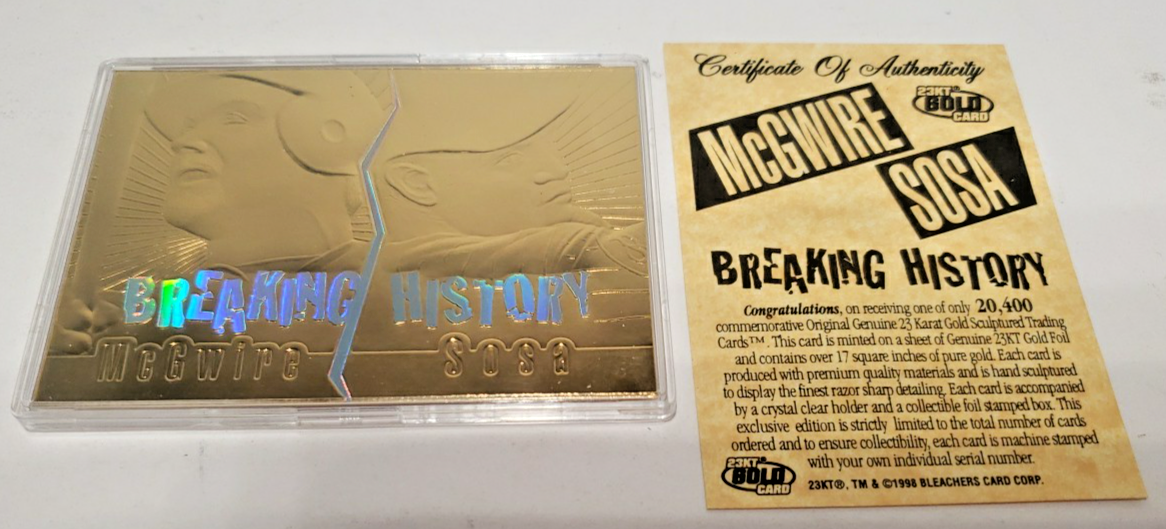 BREAKING HISTORY
McGwire Sosa
Certificate Of Authenticity
23KT®
GOLD
CARD
McGWIRE
SOSA
BREAKING HISTORY
Congratulations, on receiving one of only 20,400
commemorative Original Genuine 23 Karat Gold Sculptured Trading
Cards™. This card is minted on a sheet of Genuine 23KT Gold Foil
and contains over 17 square inches of pure gold. Each card is
produced with premium quality materials and is hand sculptured
to display the finest razor sharp detailing. Each card is accompanied
by a crystal clear holder and a collectible foil stamped box. This
exclusive edition is strictly limited to the total number of cards
ordered and to ensure collectibility, each card is machine stamped
with your own individual serial number.
23KT®
GOLD
CARD
23KT®, TM & ©1998 BLEACHERS CARD CORP.